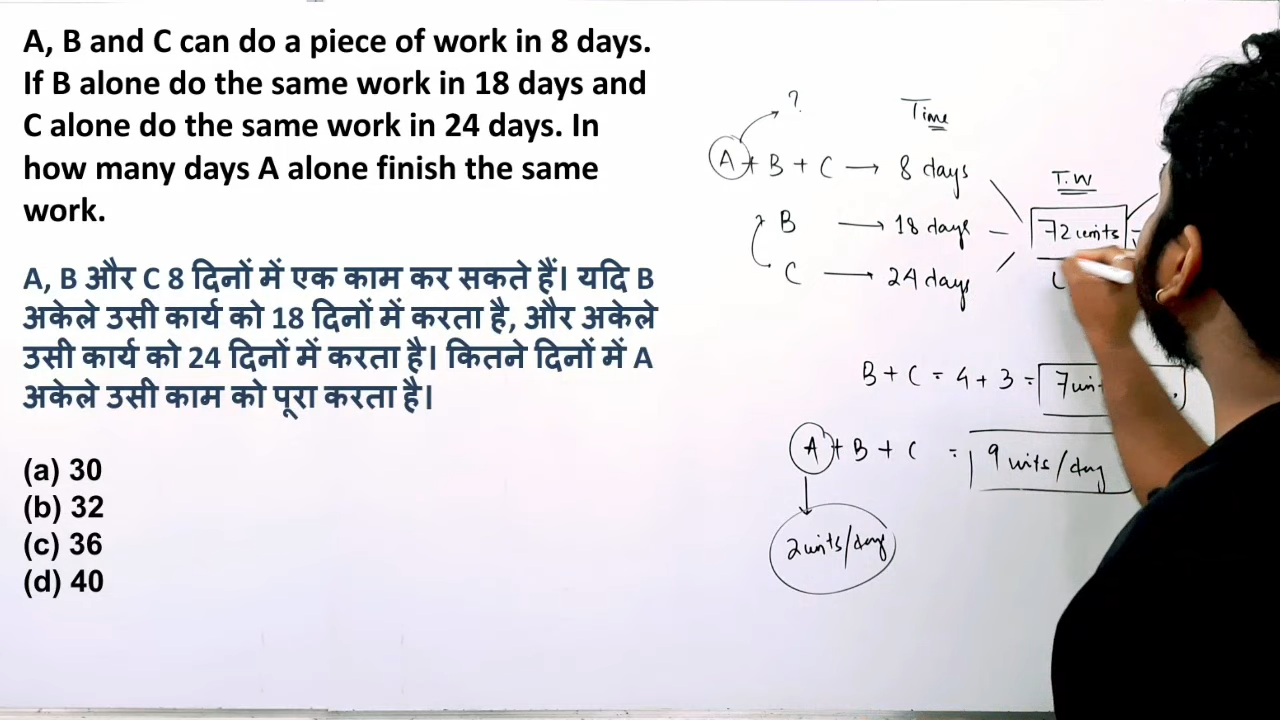 A, B and C can do a piece of work in 8 days.
If B alone do the same work in 18 days and
C alone do the same work in 24 days. In
how many days A alone finish the same
work.
A, B और C 8 दिनों में एक काम कर सकते हैं। यदि B
अकेले उसी कार्य को 18 दिनों में करता है, और अकेले
उसी कार्य को 24 दिनों में करता है। कितने दिनों में A
अकेले उसी काम को पूरा करता है।
(a) 30
(b) 32
(c) 36
(d) 40
?
Time
A + B + C → 8 days
B → 18 days
C → 24 days
T.W
72 units
B + C = 4 + 3 = 7
A + B + C = 9 units/day
2 units/day